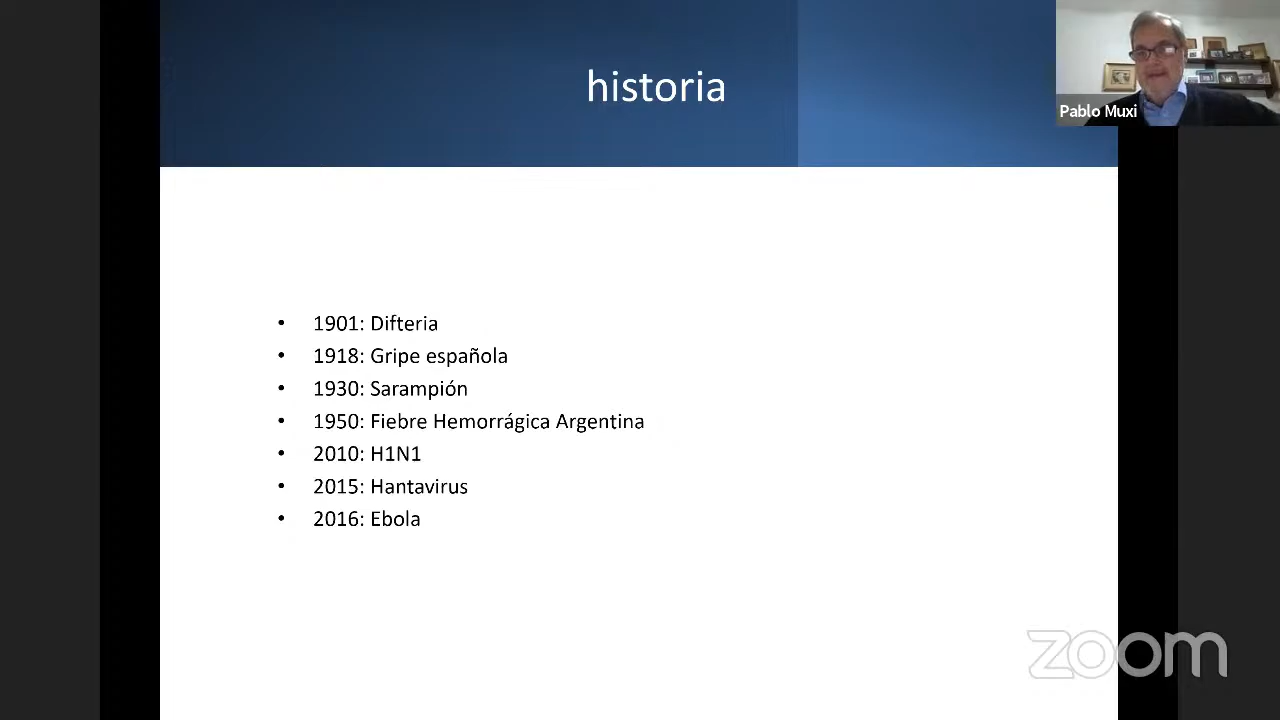 historia
Pablo Muxi
• 1901: Difteria
• 1918: Gripe española
• 1930: Sarampión
• 1950: Fiebre Hemorrágica Argentina
• 2010: H1N1
• 2015: Hantavirus
• 2016: Ebola
zoom